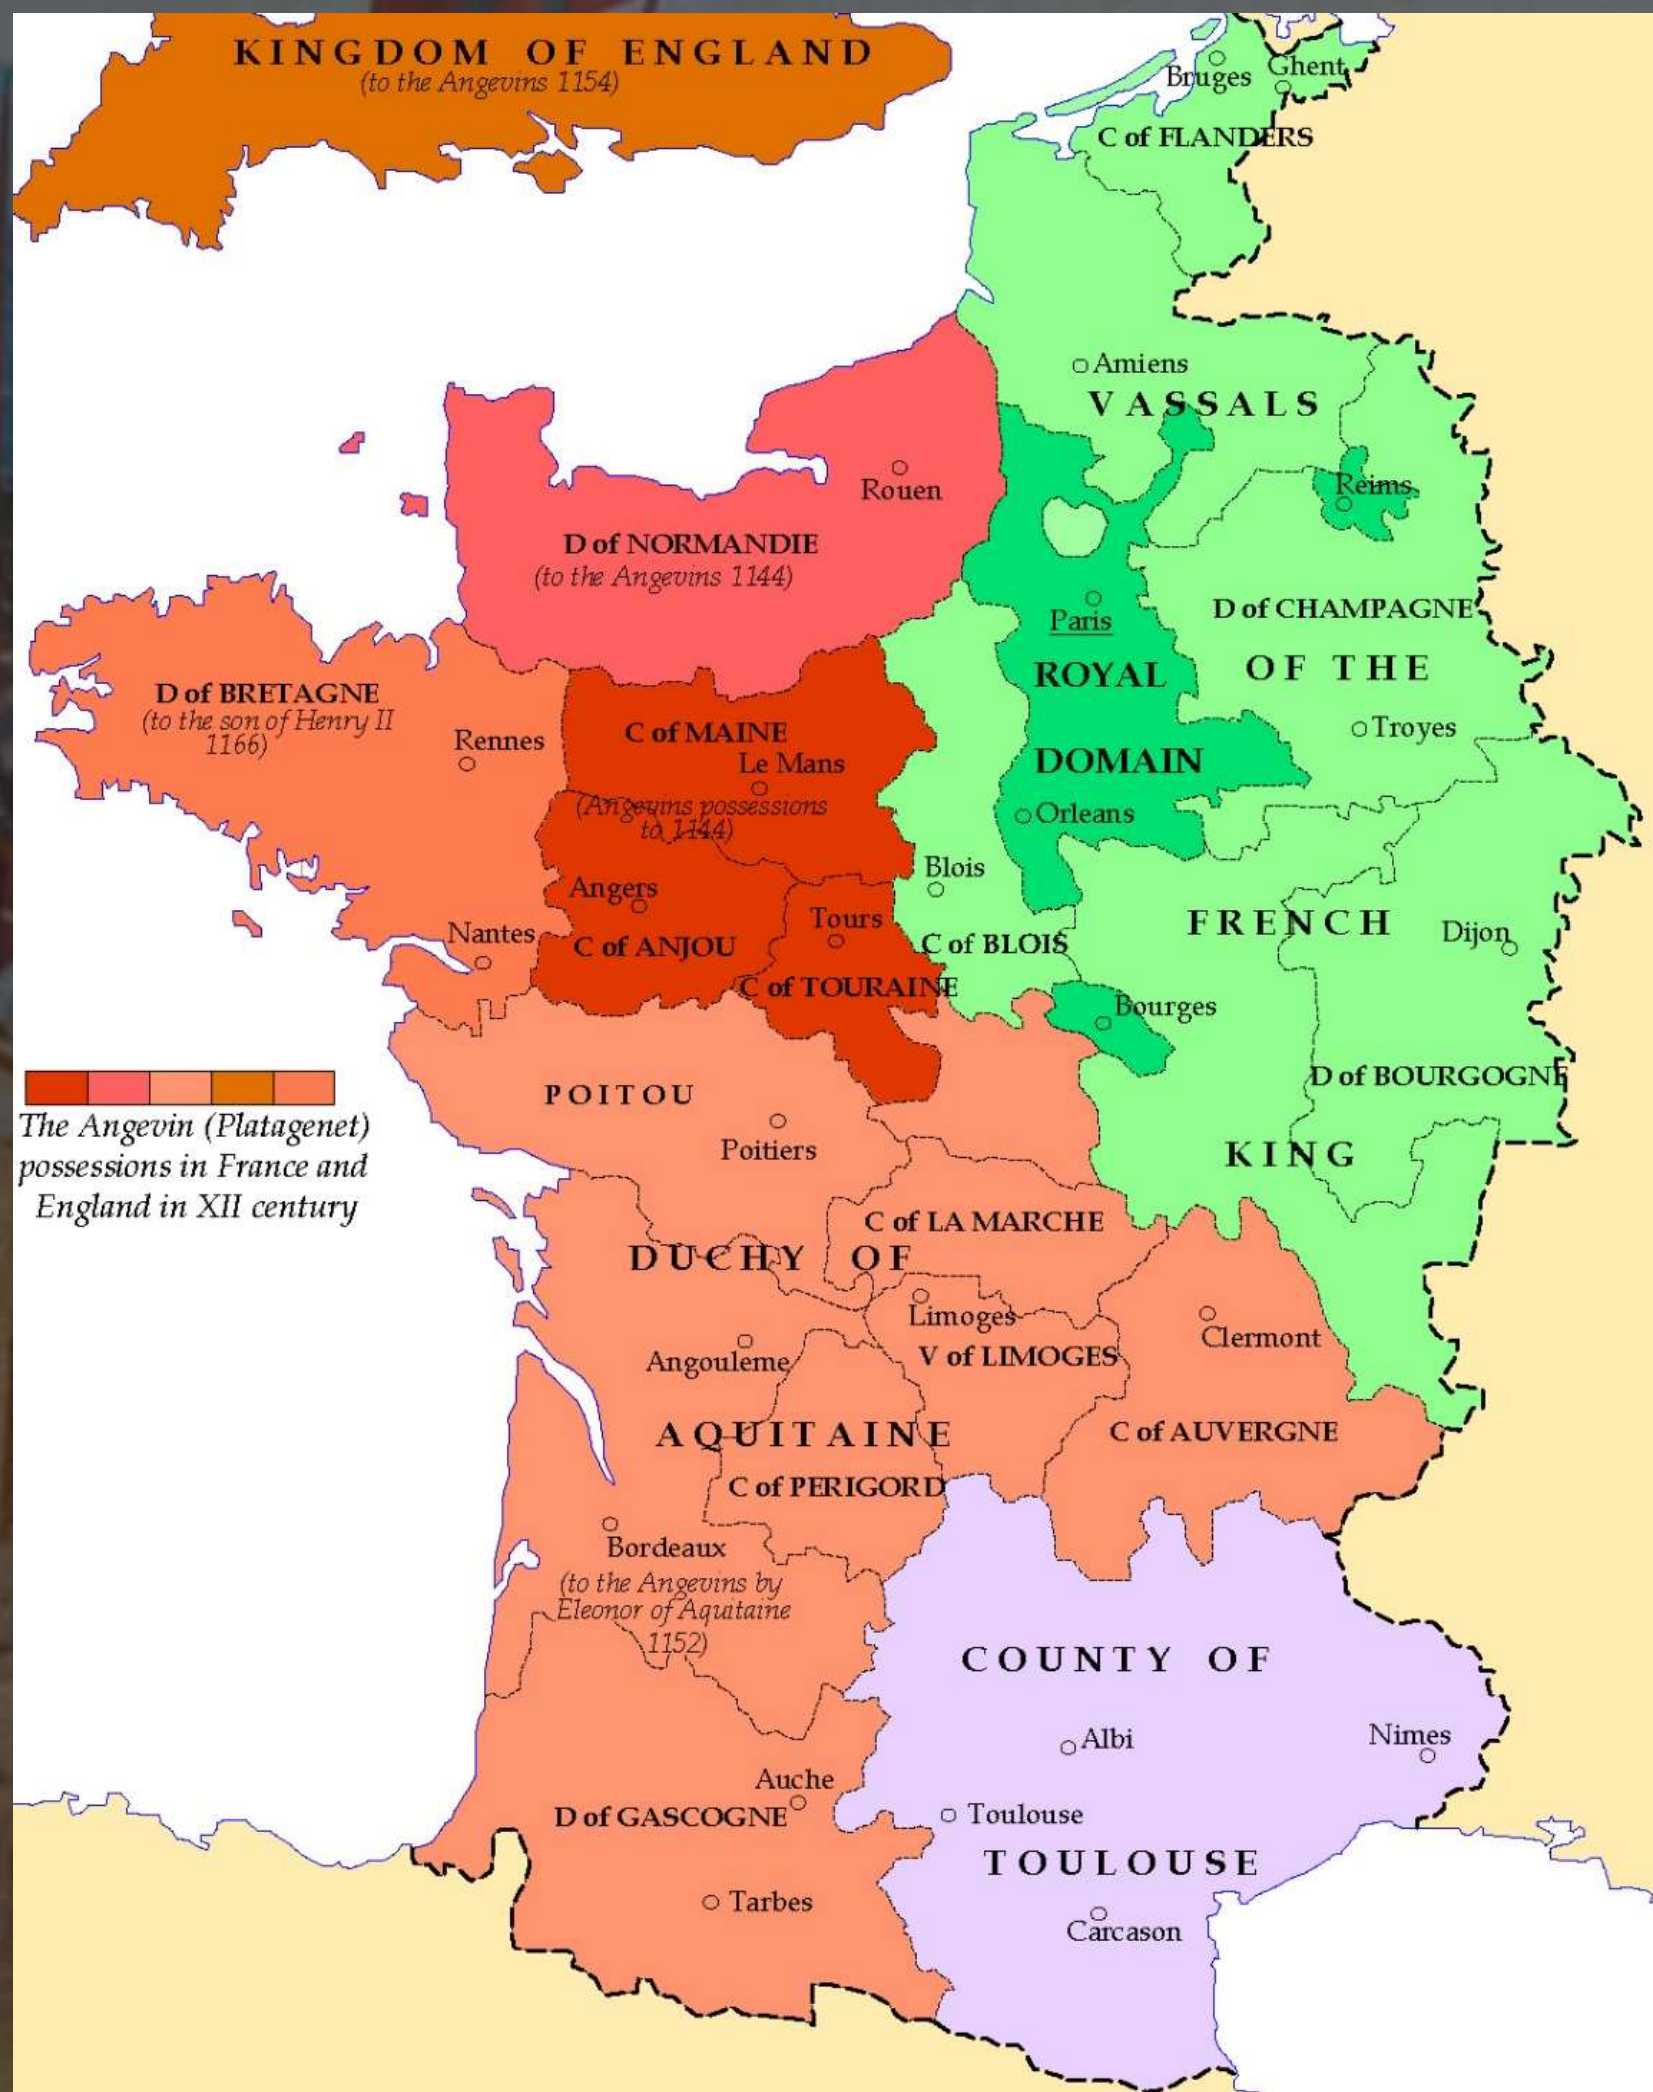 KINGDOM OF ENGLAND
(to the Angevins 1154)
Bruges
Ghent
C of FLANDERS
Amiens
VASSALS
Rouen
Reims
D of NORMANDIE
(to the Angevins 1144)
Paris
D of CHAMPAGNE
ROYAL
OF THE
D of BRETAGNE
(to the son of Henry II
1166)
Rennes
C of MAINE
Le Mans
(Angevins possessions
to 1144)
Troyes
DOMAIN
Orleans
Blois
Angers
Tours
FRENCH
Dijon
Nantes
C of ANJOU
C of BLOIS
C of TOURAINE
Bourges
D of BOURGOGNE
POITOU
The Angevin (Platagenet)
possessions in France and
England in XII century
Poitiers
KING
C of LA MARCHE
DUCHY OF
Limoges
Clermont
Angouleme
V of LIMOGES
AQUITAINE
C of AUVERGNE
C of PERIGORD
Bordeaux
(to the Angevins by
Eleonor of Aquitaine
1152)
COUNTY OF
Albi
Nimes
Auche
D of GASCOGNE
Toulouse
TOULOUSE
Tarbes
Carcason